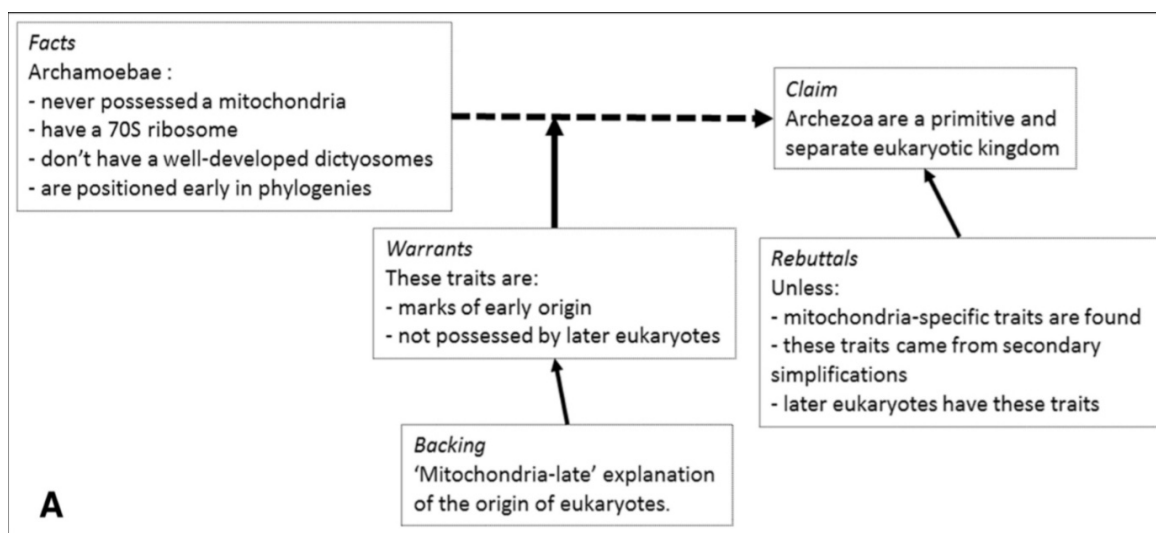 Facts
Archamoebae :
- never possessed a mitochondria
- have a 70S ribosome
- don't have a well-developed dictyosomes
- are positioned early in phylogenies
Claim
Archezoa are a primitive and
separate eukaryotic kingdom
Warrants
These traits are:
- marks of early origin
- not possessed by later eukaryotes
Rebuttals
Unless:
- mitochondria-specific traits are found
- these traits came from secondary
simplifications
- later eukaryotes have these traits
Backing
‘Mitochondria-late’ explanation
of the origin of eukaryotes.
A